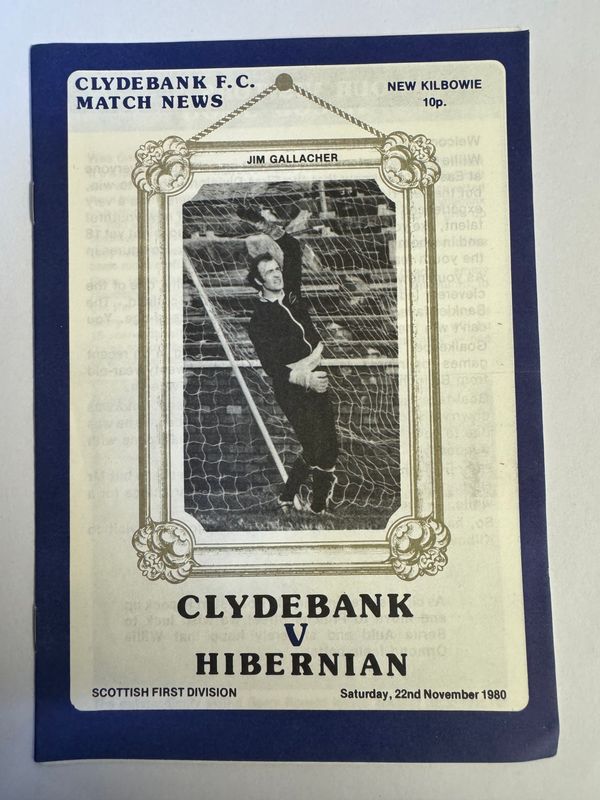 CLYDEBANK F.C.
MATCH NEWS
NEW KILBOWIE
10p.
JIM GALLACHER
CLYDEBANK
V
HIBERNIAN
SCOTTISH FIRST DIVISION
Saturday, 22nd November 1980